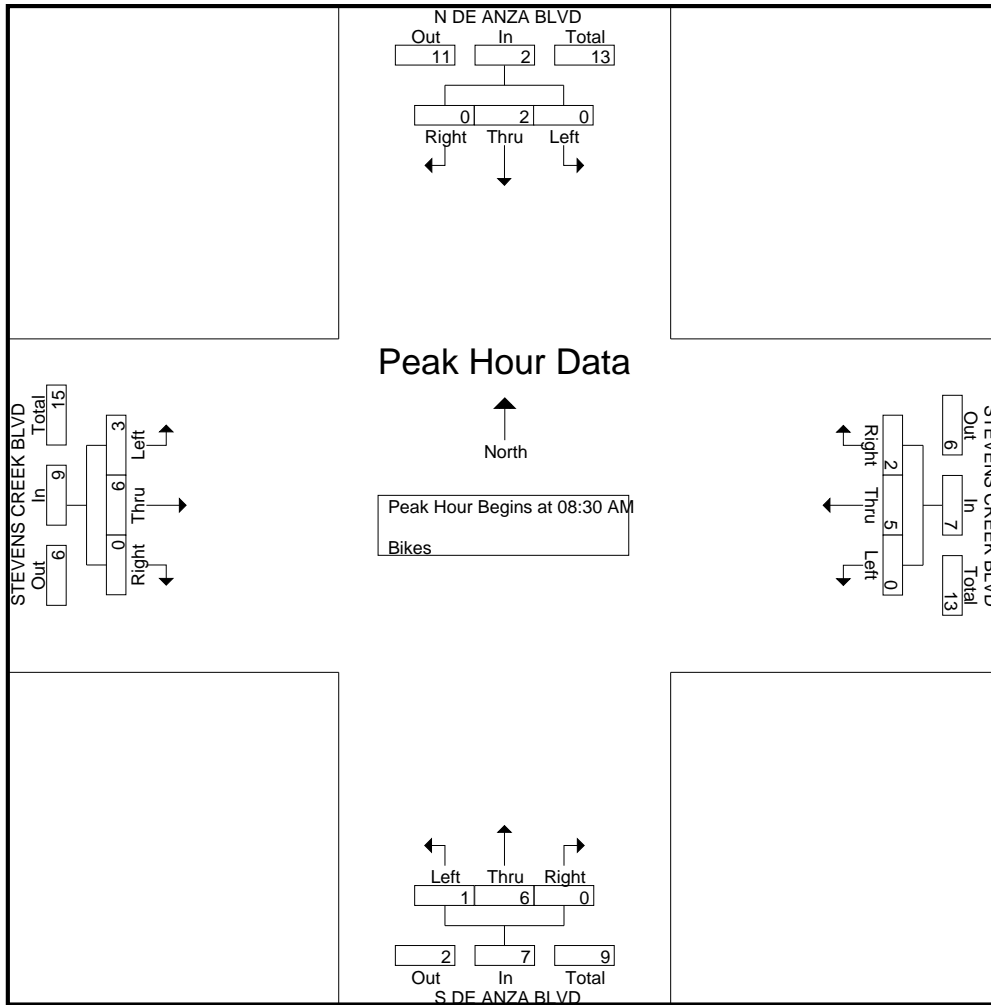 N DE ANZA BLVD
Out In Total
11 2 13
0 2 0
Right Thru Left
Peak Hour Data
North
Peak Hour Begins at 08:30 AM
Bikes
STEVENS CREEK BLVD
Total In Out
15 9 6
3 6 0
Left Thru Right
STEVENS CREEK BLVD
Out In Total
6 7 13
2 5 0
Right Thru Left
Left Thru Right
1 6 0
2 7 9
Out In Total
S DE ANZA BLVD